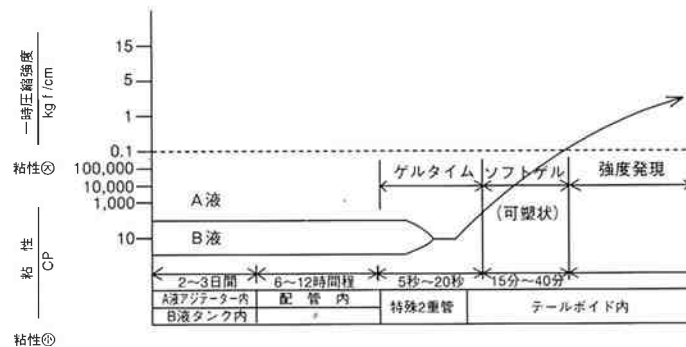 15
5
1
0.1
100,000
10,000
1,000
10
一時圧縮強度
kgf/cm
粘性㊛
粘性
CP
粘性㊙
A液
B液
ゲルタイム
ソフトゲル
(可塑状)
強度発現
2〜3日間
6〜12時間程
5秒〜20秒
15分〜40分
A液アジテーター内
配管内
特殊2重管
テールボイド内
B液タンク内
〃